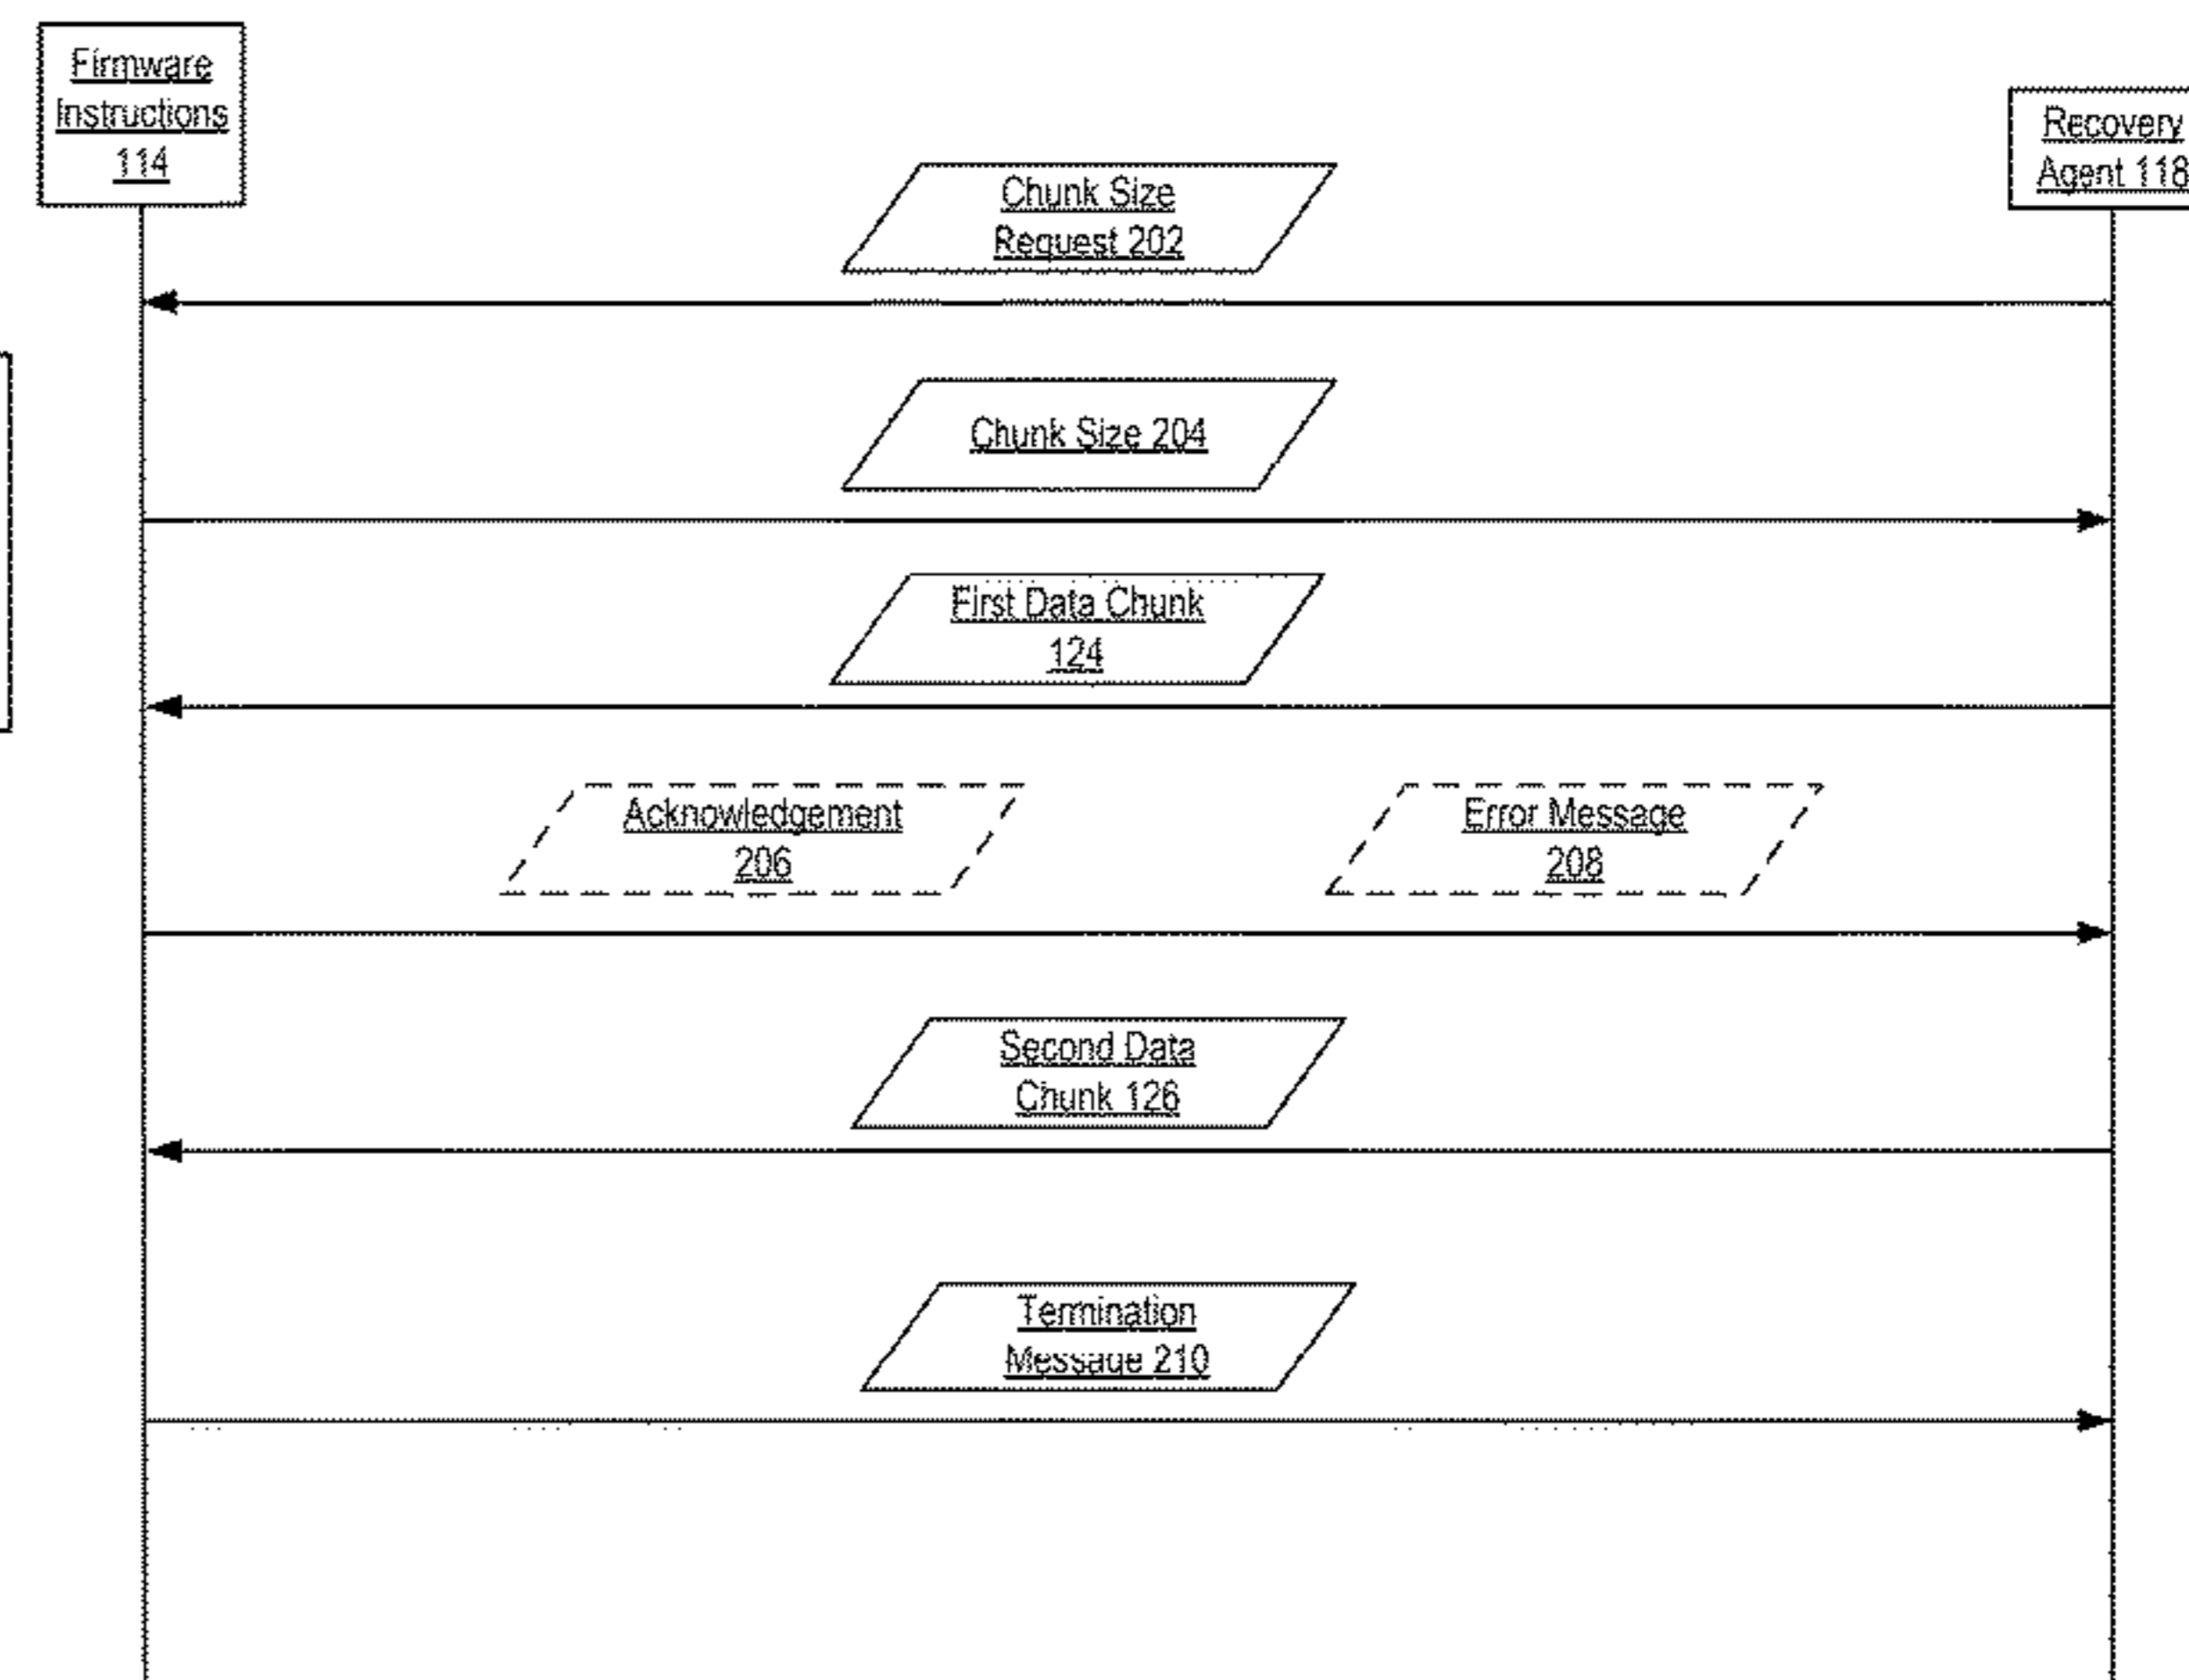 Firmware
Instructions
114
Recovery
Agent 118
Chunk Size
Request 202
Chunk Size 204
First Data Chunk
124
Acknowledgement
206
Error Message
208
Second Data
Chunk 126
Termination
Message 210